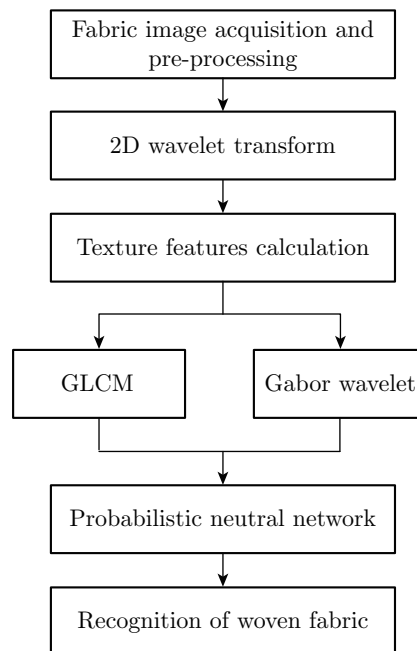 Fabric image acquisition and
pre-processing
2D wavelet transform
Texture features calculation
GLCM
Gabor wavelet
Probabilistic neutral network
Recognition of woven fabric